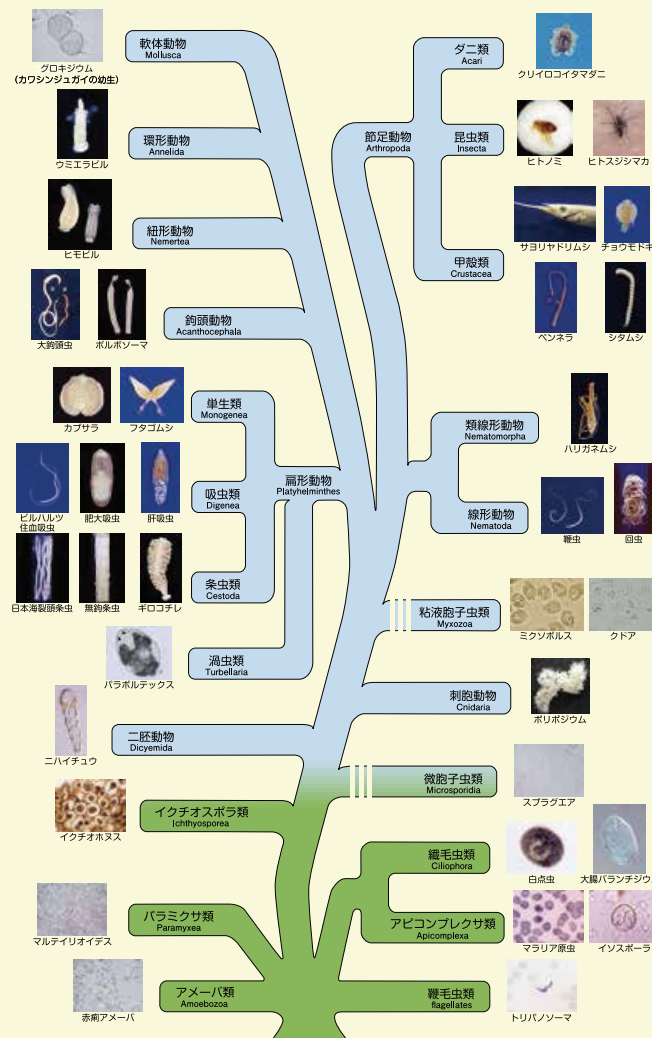 軟体動物
Mollusca
グロキジウム
(カワシンジュガイの幼生)
環形動物
Annelida
ウミエラビル
紐形動物
Nemertea
ヒモビル
鉤頭動物
Acanthocephala
大鉤頭虫
ボルボソーマ
単生類
Monogenea
カプサラ
フタゴムシ
吸虫類
Digenea
ビルハルツ
住血吸虫
肥大吸虫
肝吸虫
条虫類
Cestoda
日本海裂頭条虫
無鉤条虫
ギロコチレ
扁形動物
Platyhelminthes
渦虫類
Turbellaria
パラボルテックス
二胚動物
Dicyemida
ニハイチュウ
イクチオスポラ類
Ichthyosporea
イクチオホヌス
パラミクサ類
Paramyxea
マルテイリオイデス
アメーバ類
Amoebozoa
赤痢アメーバ
節足動物
Arthropoda
ダニ類
Acari
クリイロコイタマダニ
昆虫類
Insecta
ヒトノミ
ヒトスジシマカ
甲殻類
Crustacea
サヨリヤドリムシ
チョウモドキ
ペンネラ
シタムシ
類線形動物
Nematomorpha
ハリガネムシ
線形動物
Nematoda
鞭虫
回虫
粘液胞子虫類
Myxozoa
ミクソボルス
クドア
刺胞動物
Cnidaria
ポリポジウム
微胞子虫類
Microsporidia
スプラグエア
繊毛虫類
Ciliophora
白点虫
大腸バランチジウム
アピコンプレクサ類
Apicomplexa
マラリア原虫
イソスポーラ
鞭毛虫類
flagellates
トリパノソーマ